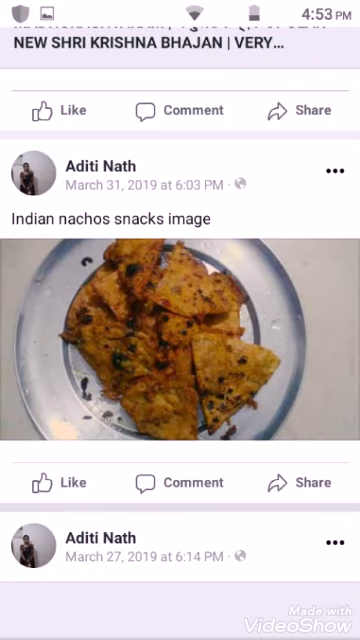 4:53 PM
NEW SHRI KRISHNA BHAJAN | VERY...
Like Comment Share
Aditi Nath
March 31, 2019 at 6:03 PM ·
Indian nachos snacks image
Like Comment Share
Aditi Nath
March 27, 2019 at 6:14 PM ·
Made with
VideoShow